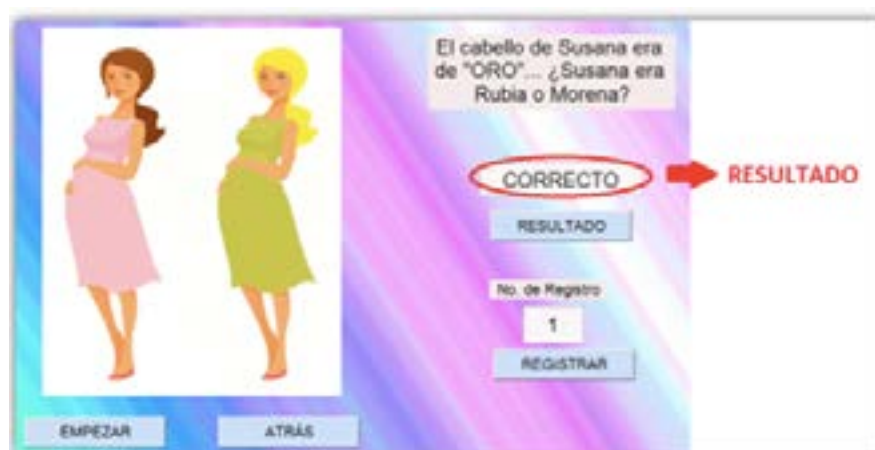 El cabello de Susana era
de "ORO"... ¿Susana era
Rubia o Morena?
CORRECTO
RESULTADO
RESULTADO
No. de Registro
1
REGISTRAR
EMPEZAR
ATRÁS